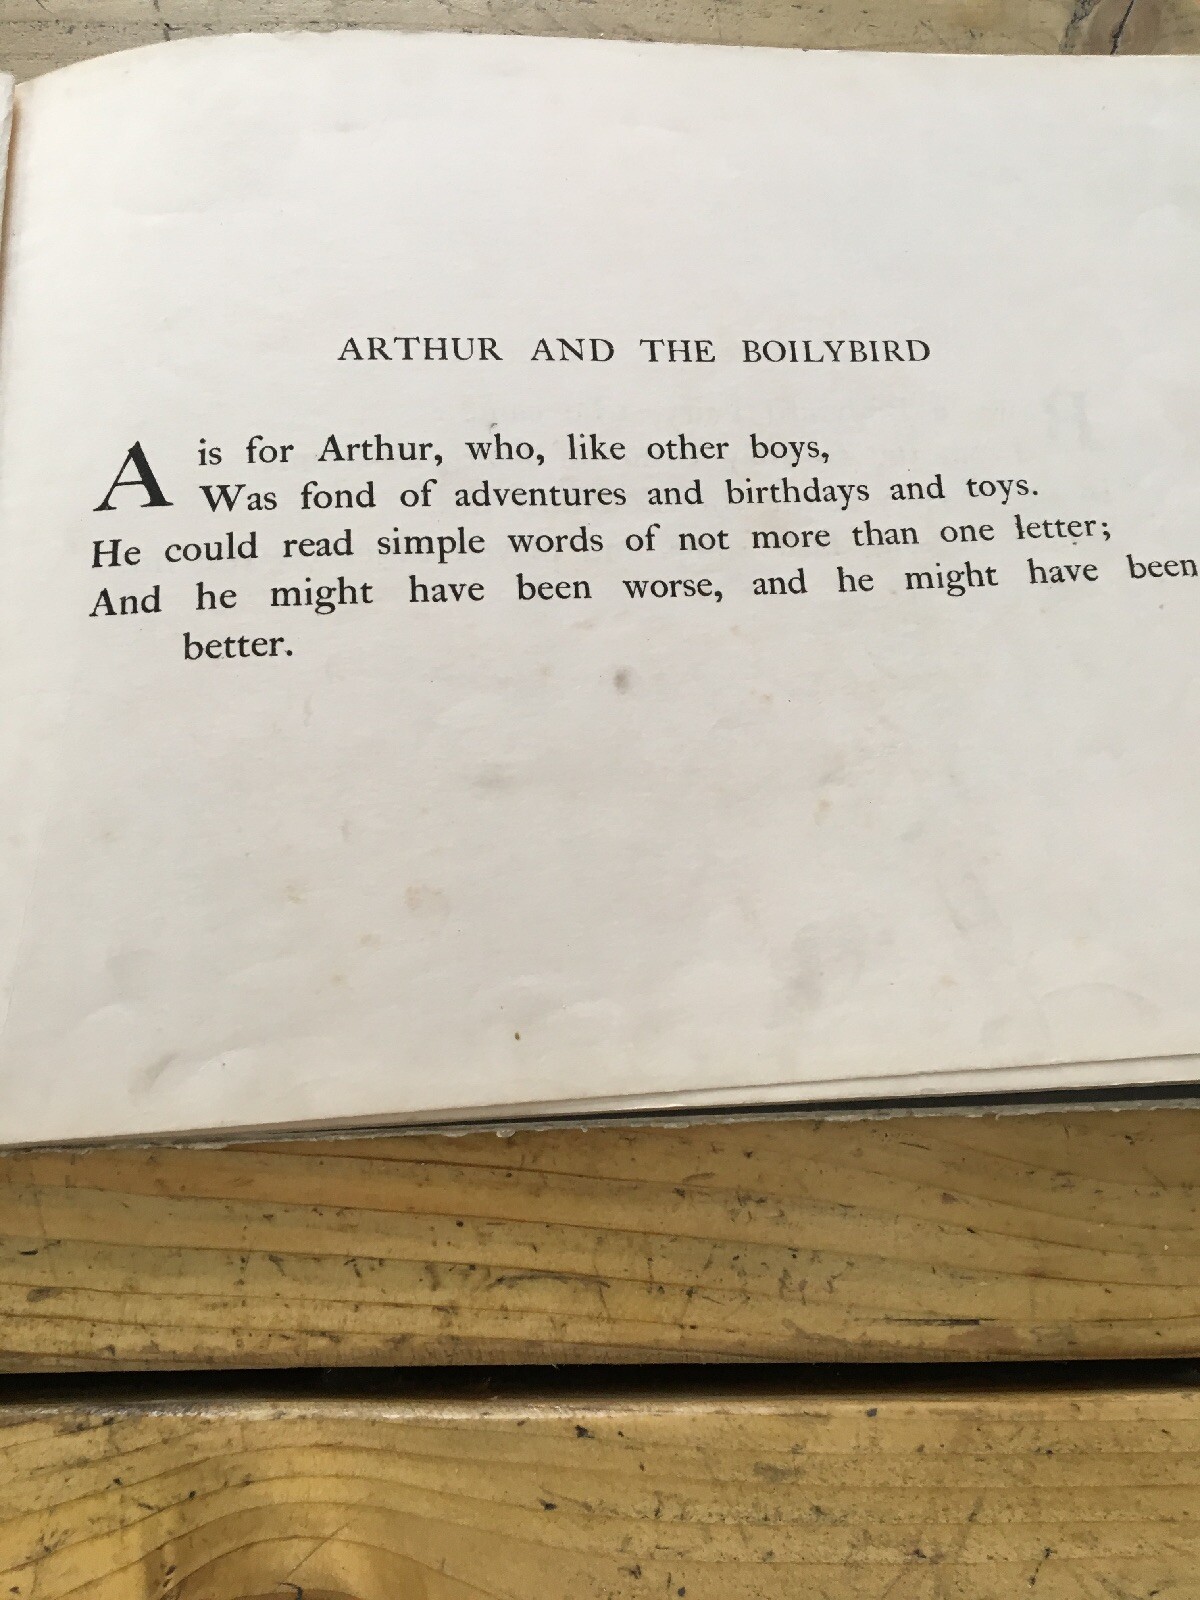 ARTHUR AND THE BOILYBIRD
A is for Arthur, who, like other boys,
Was fond of adventures and birthdays and toys.
He could read simple words of not more than one letter;
And he might have been worse, and he might have been
better.